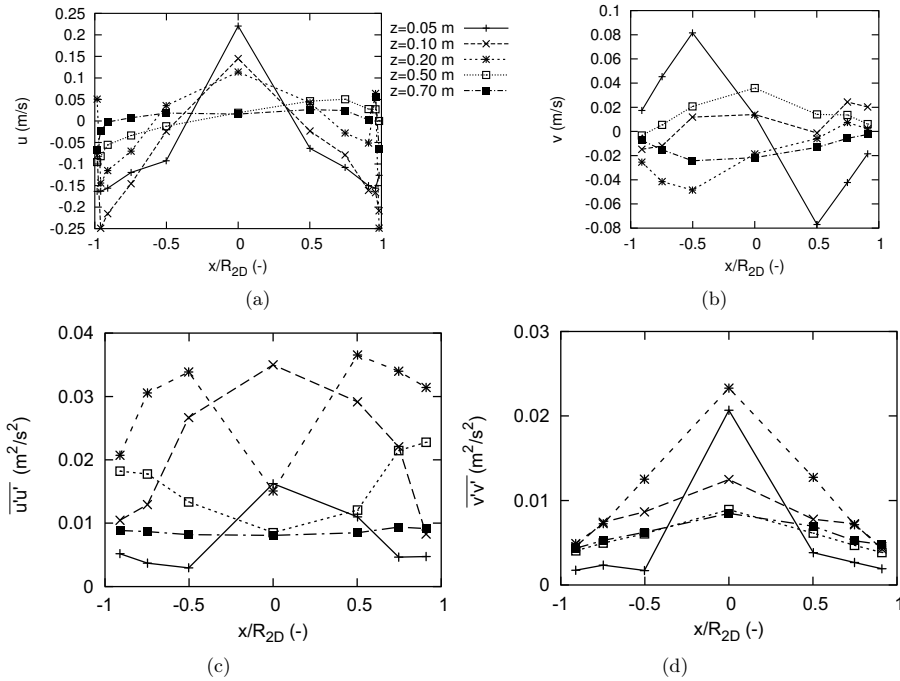 0.25
0.2
0.15
0.1
0.05
0
0.05
0.1
0.15
0.2
0.25
u (m/s)
-1
-0.5
0
0.5
1
x/R2D (-)
(a)
z=0.05 m
z=0.10 m
z=0.20 m
z=0.50 m
z=0.70 m
0.1
0.08
0.06
0.04
0.02
0
-0.02
-0.04
-0.06
-0.08
v (m/s)
-1
-0.5
0
0.5
1
x/R2D (-)
(b)
0.04
0.03
0.02
0.01
0
u'u' (m²/s²)
-1
-0.5
0
0.5
1
x/R2D (-)
(c)
0.03
0.02
0.01
0
v'v' (m²/s²)
-1
-0.5
0
0.5
1
x/R2D (-)
(d)